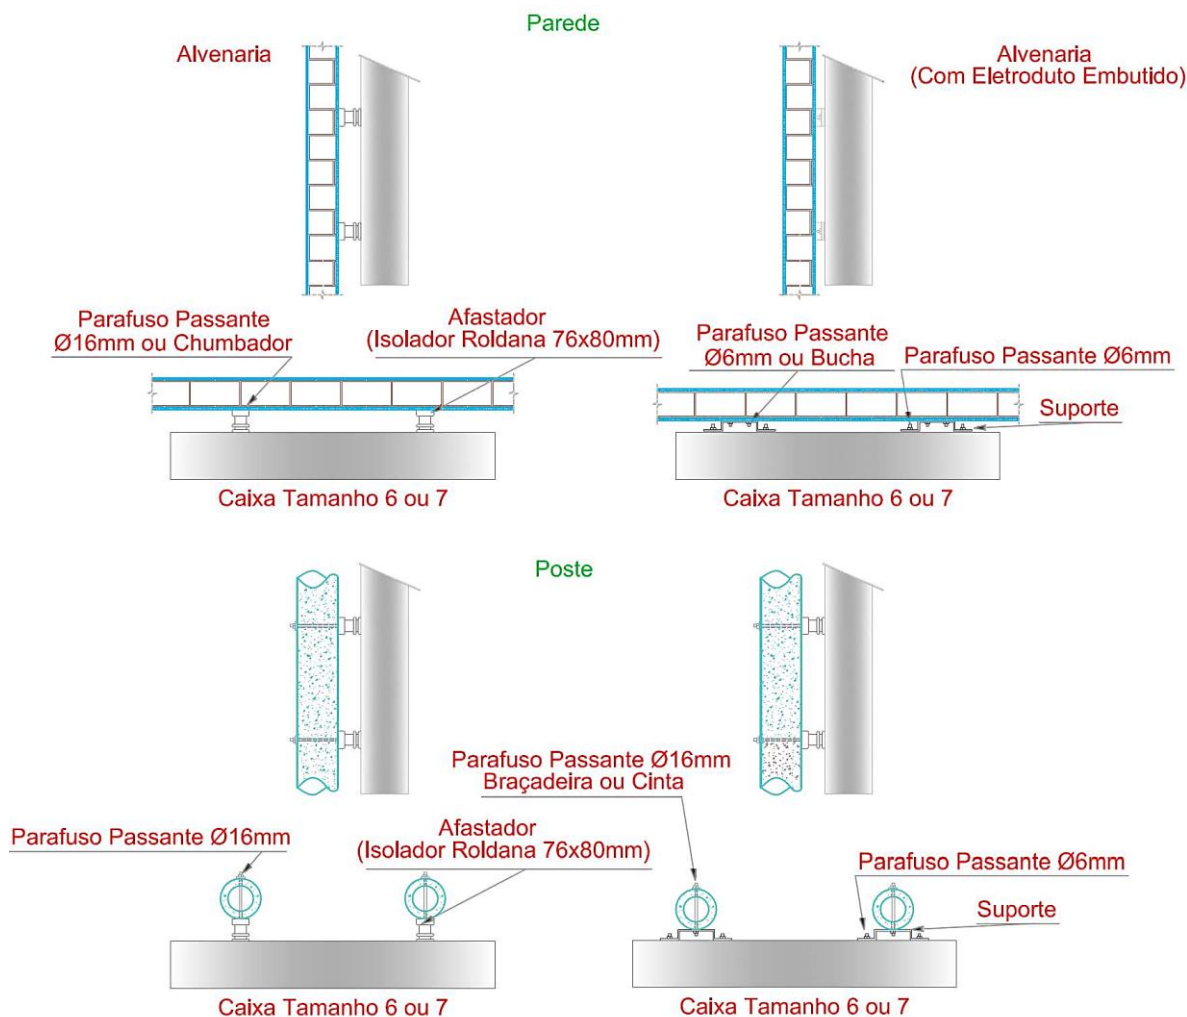 Parede
Alvenaria
Alvenaria
(Com Eletroduto Embutido)
Parafuso Passante
Ø16mm ou Chumbador
Afastador
(Isolador Roldana 76x80mm)
Parafuso Passante
Ø6mm ou Bucha
Parafuso Passante Ø6mm
Suporte
Caixa Tamanho 6 ou 7
Caixa Tamanho 6 ou 7
Poste
Parafuso Passante Ø16mm
Afastador
(Isolador Roldana 76x80mm)
Parafuso Passante Ø16mm
Braçadeira ou Cinta
Parafuso Passante Ø6mm
Suporte
Caixa Tamanho 6 ou 7
Caixa Tamanho 6 ou 7